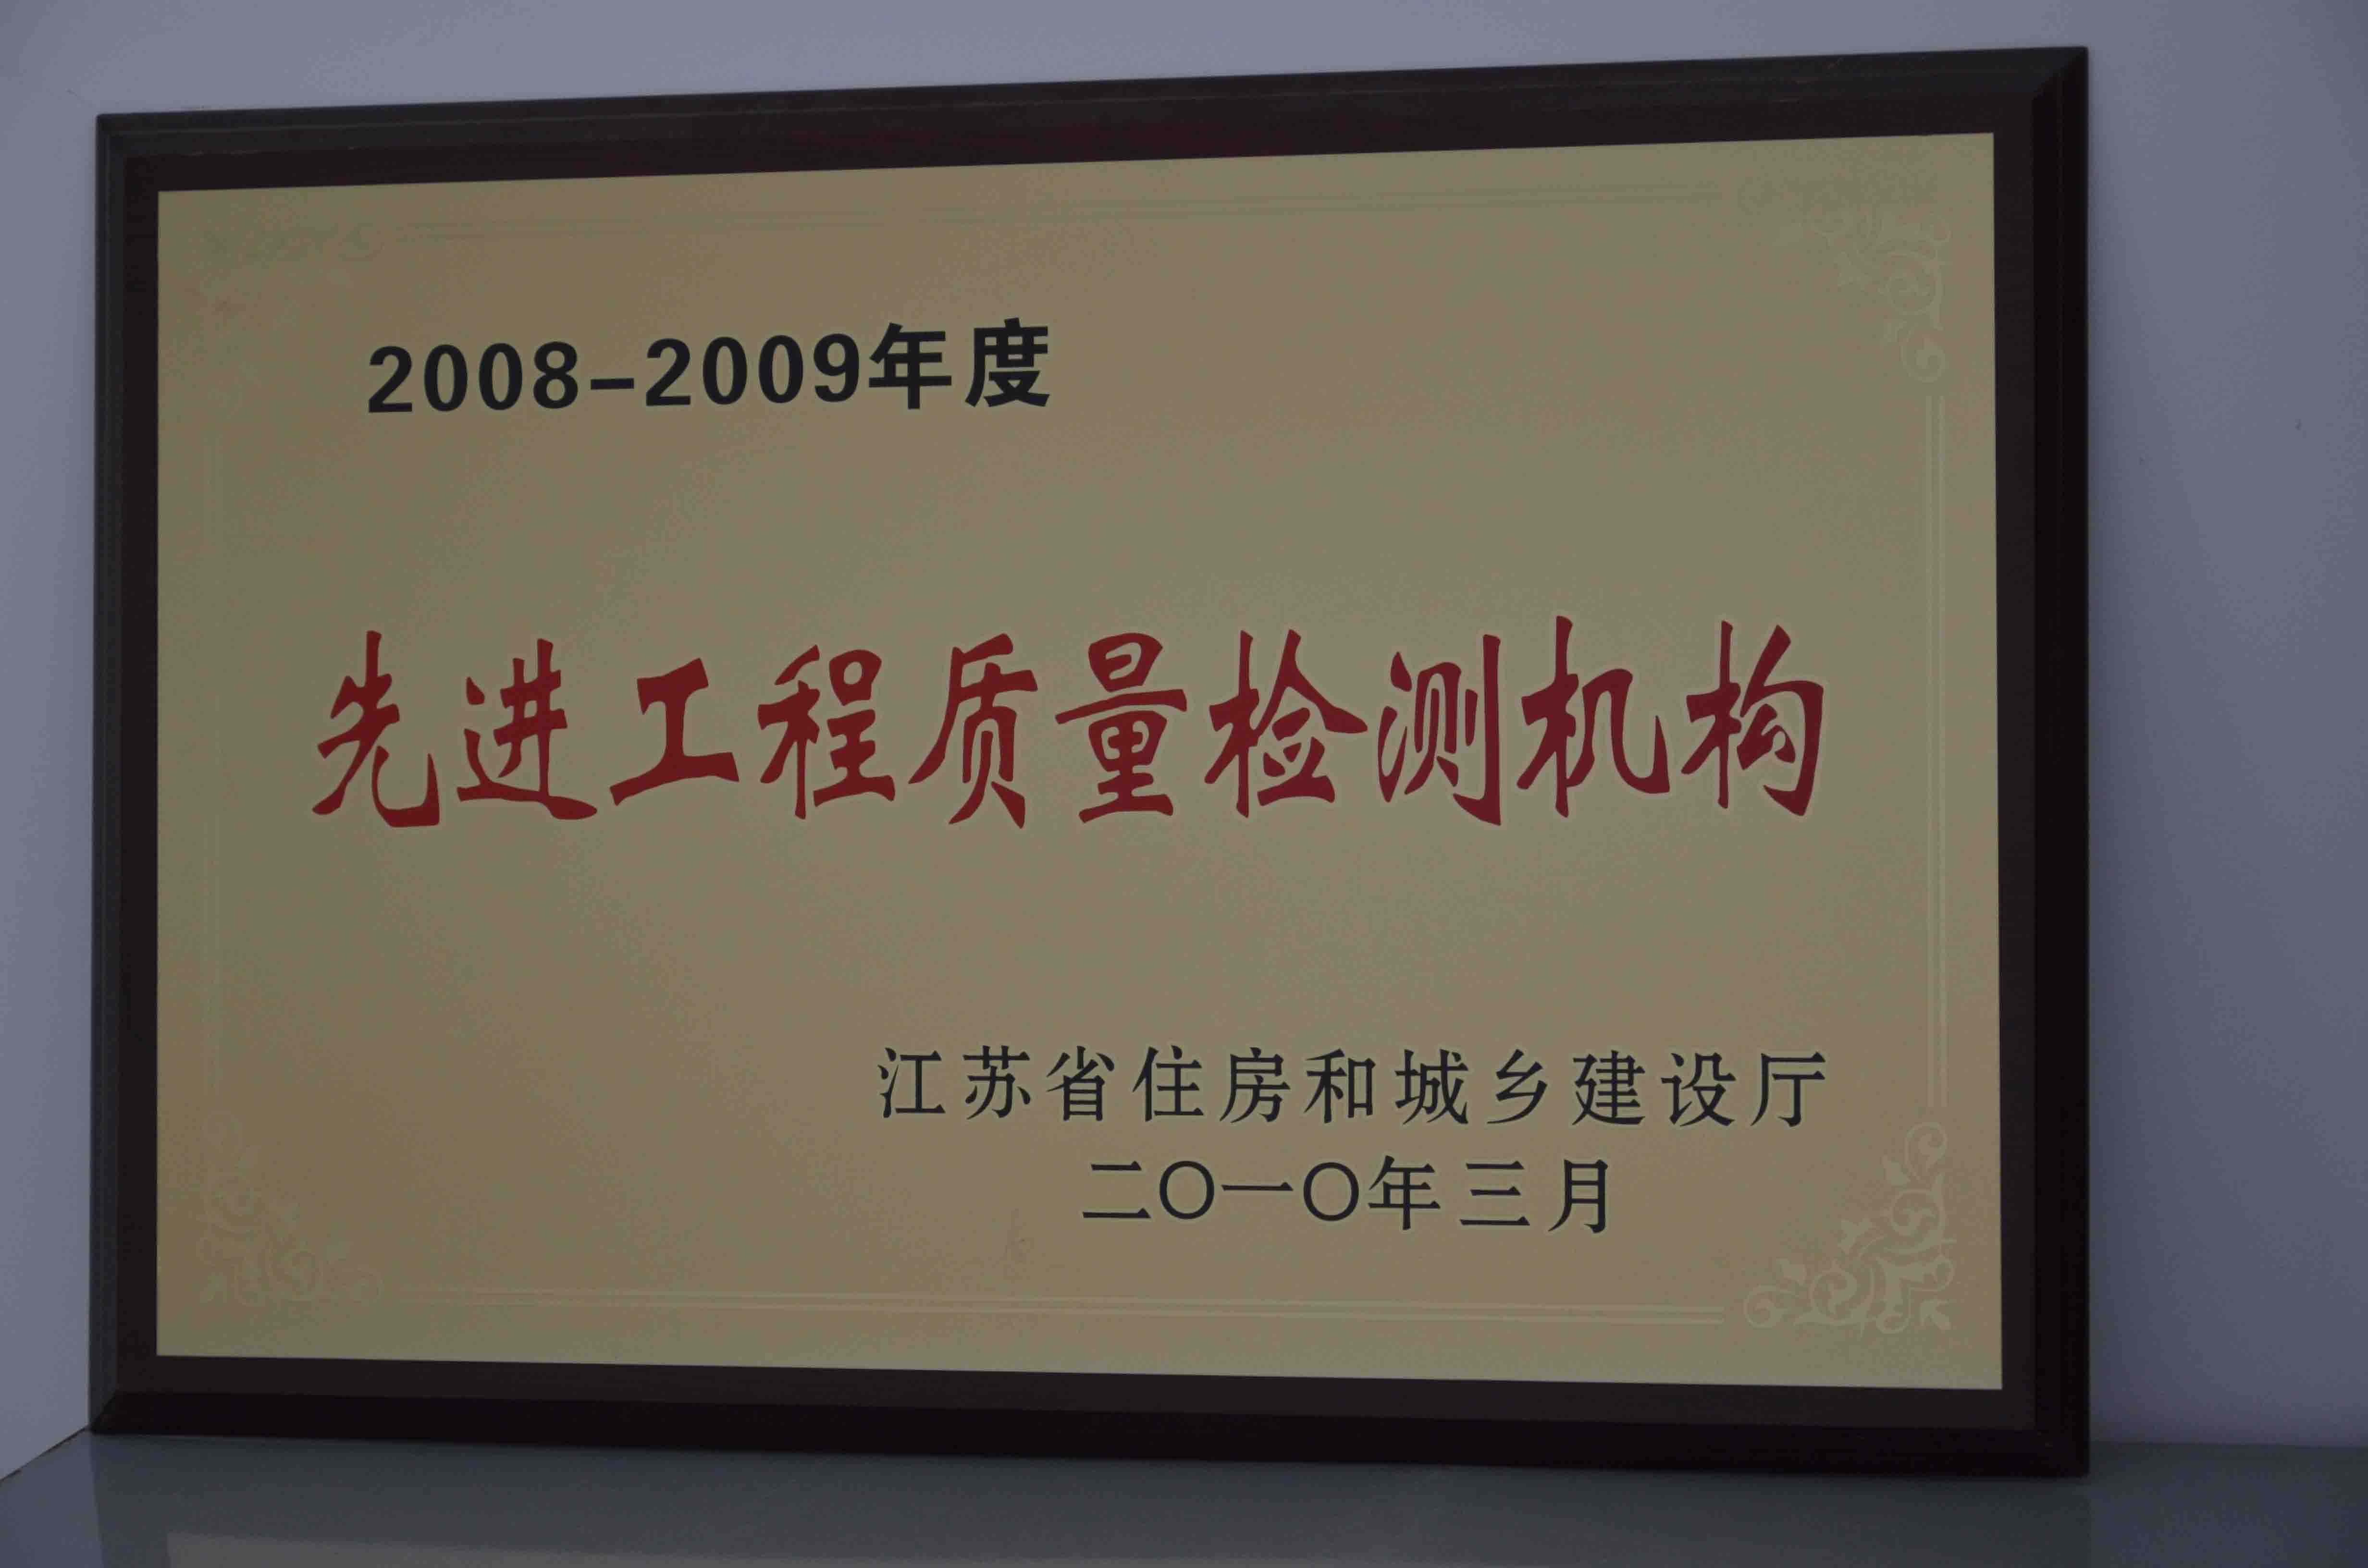 2008-2009年度
先进工程质量检测机构
江苏省住房和城乡建设厅
二〇一〇年三月